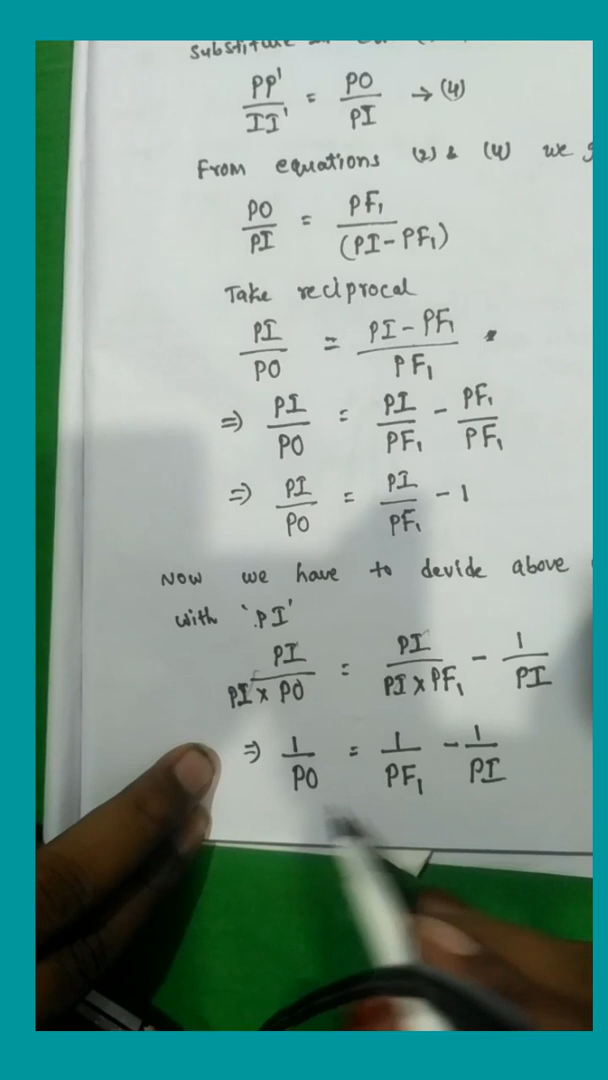 Substitute
PP'/II' = PO/PI → (4)
From equations (2) & (4) we
PO/PI = PF₁/(PI-PF₁)
Take reciprocal
PI/PO = PI-PF₁/PF₁
⇒ PI/PO = PI/PF₁ - PF₁/PF₁
⇒ PI/PO = PI/PF₁ - 1
Now we have to devide above
with 'PI'
PI/PI x PO = PI/PI x PF₁ - 1/PI
⇒ 1/PO = 1/PF₁ - 1/PI